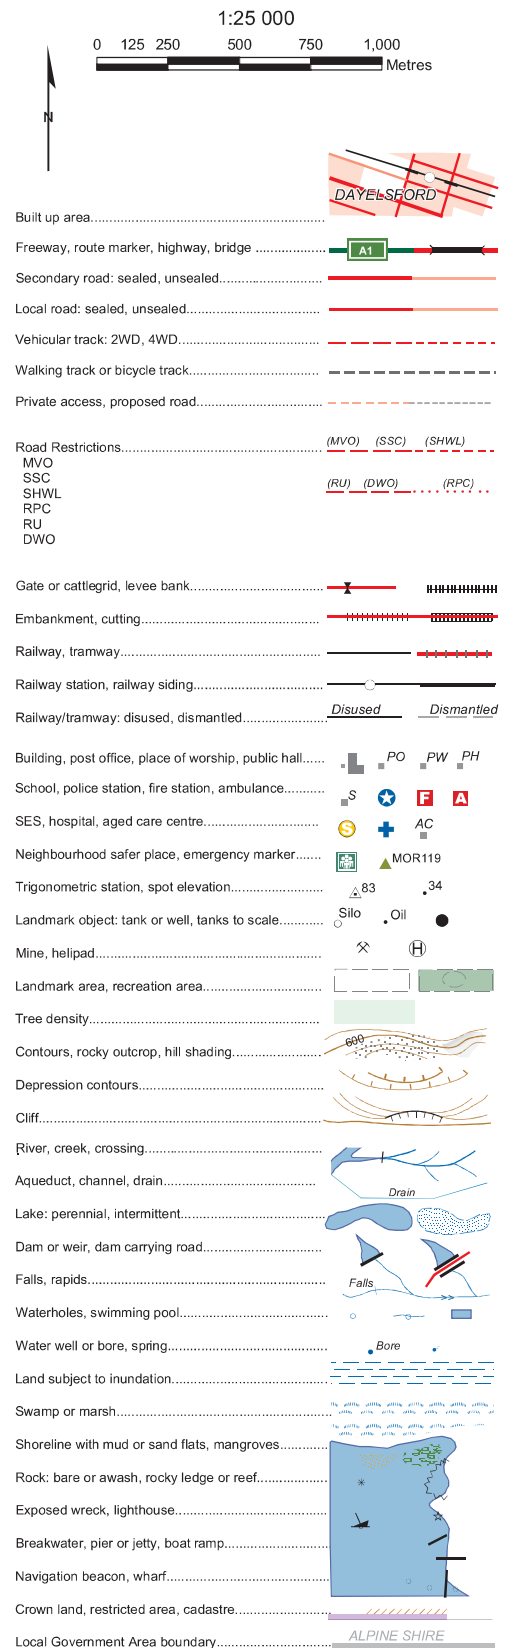 1:25 000
0 125 250 500 750 1,000
Metres
N
DAYELSFORD
Built up area
Freeway, route marker, highway, bridge
A1
Secondary road: sealed, unsealed
Local road: sealed, unsealed
Vehicular track: 2WD, 4WD
Walking track or bicycle track
Private access, proposed road
Road Restrictions
(MVO) (SSC) (SHWL)
MVO
SSC
SHWL
(RU) (DWO) (RPC)
RPC
RU
DWO
Gate or cattlegrid, levee bank
Embankment, cutting
Railway, tramway
Railway station, railway siding
Railway/tramway: disused, dismantled
Disused Dismantled
Building, post office, place of worship, public hall
PO PW PH
School, police station, fire station, ambulance
S F A
SES, hospital, aged care centre
S AC
Neighbourhood safer place, emergency marker
MOR119
Trigonometric station, spot elevation
83 34
Landmark object: tank or well, tanks to scale
Silo Oil
Mine, helipad
H
Landmark area, recreation area
Tree density
Contours, rocky outcrop, hill shading
600
Depression contours
Cliff
River, creek, crossing
Aqueduct, channel, drain
Drain
Lake: perennial, intermittent
Dam or weir, dam carrying road
Falls, rapids
Falls
Waterholes, swimming pool
Water well or bore, spring
Bore
Land subject to inundation
Swamp or marsh
Shoreline with mud or sand flats, mangroves
Rock: bare or awash, rocky ledge or reef
Exposed wreck, lighthouse
Breakwater, pier or jetty, boat ramp
Navigation beacon, wharf
Crown land, restricted area, cadastre
Local Government Area boundary
ALPINE SHIRE